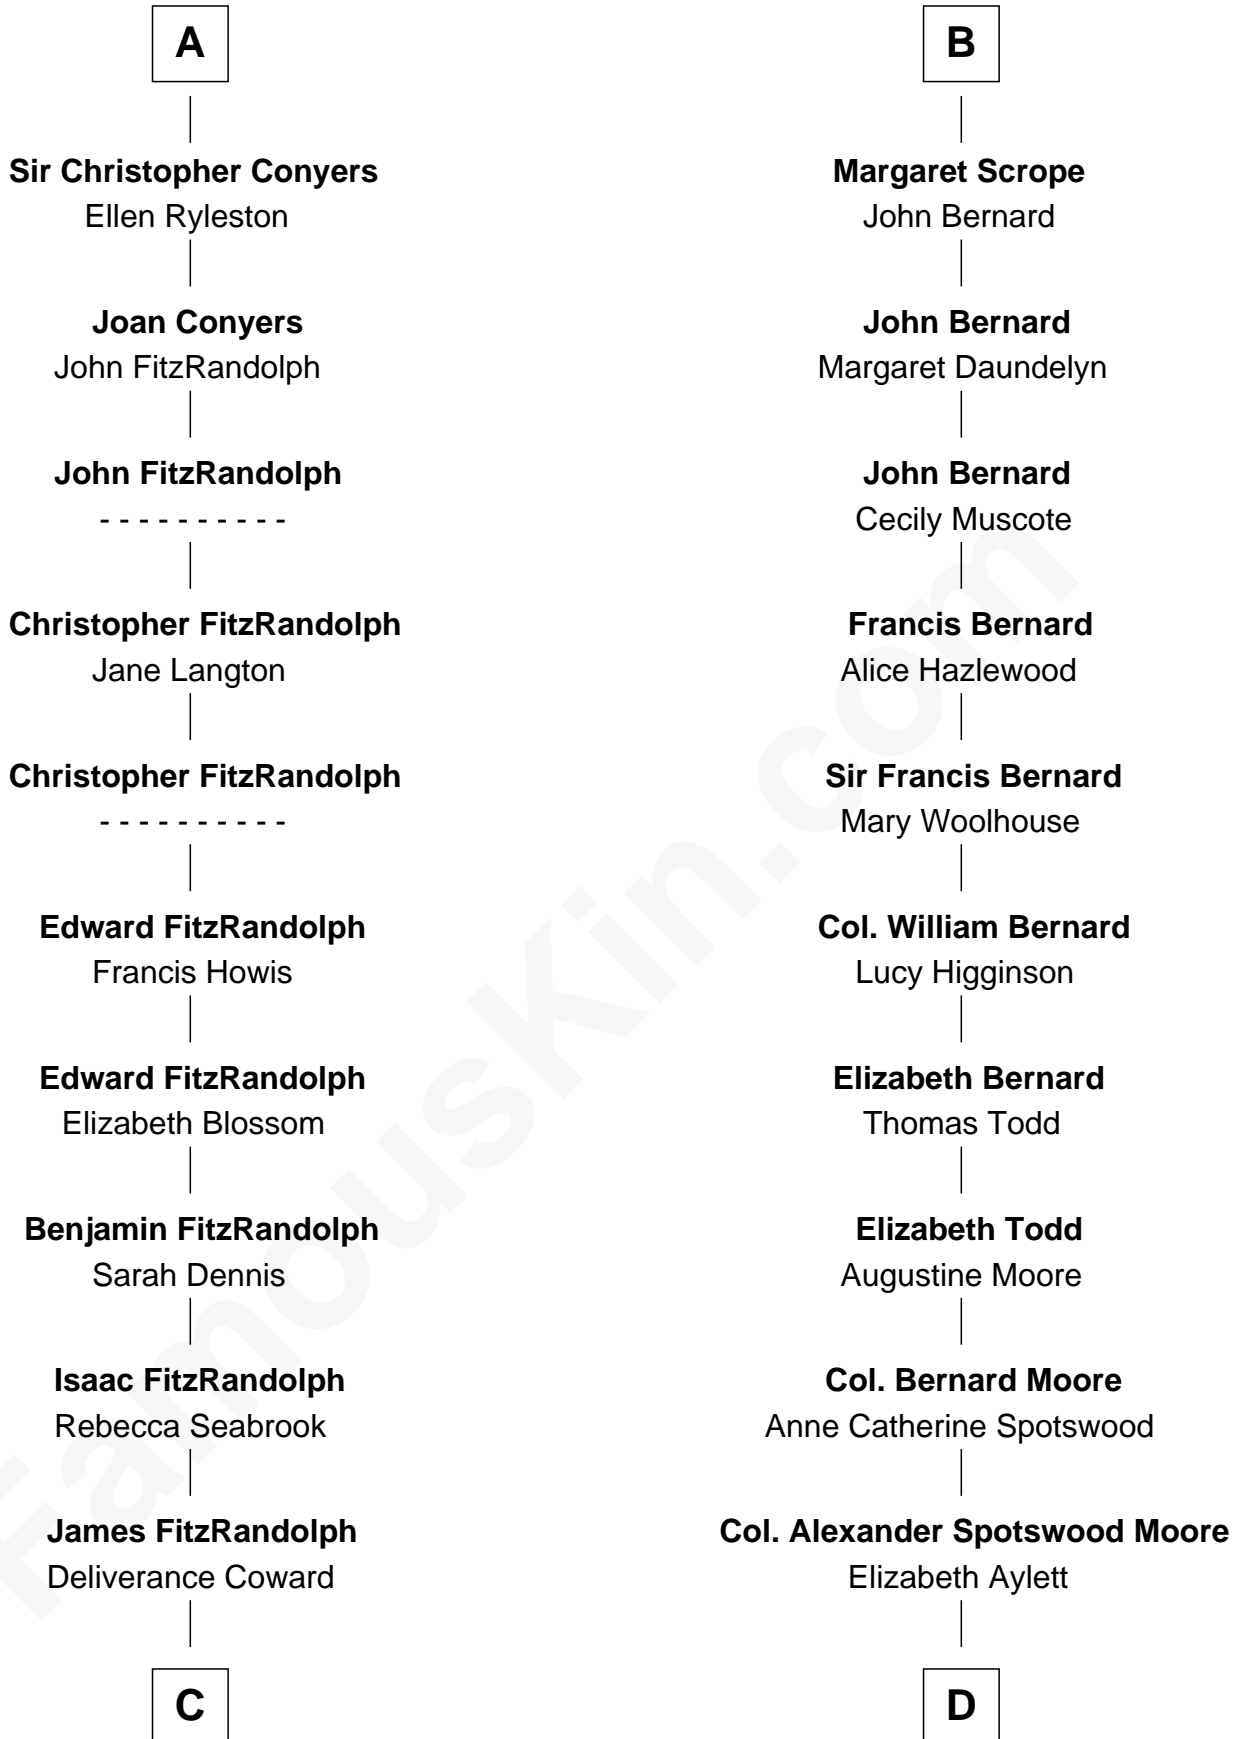 A
Sir Christopher Conyers
Ellen Ryleston
Joan Conyers
John FitzRandolph
John FitzRandolph
- - - - - - - - - -
Christopher FitzRandolph
Jane Langton
Christopher FitzRandolph
- - - - - - - - - -
Edward FitzRandolph
Francis Howis
Edward FitzRandolph
Elizabeth Blossom
Benjamin FitzRandolph
Sarah Dennis
Isaac FitzRandolph
Rebecca Seabrook
James FitzRandolph
Deliverance Coward
C
B
Margaret Scrope
John Bernard
John Bernard
Margaret Daundelyn
John Bernard
Cecily Muscote
Francis Bernard
Alice Hazlewood
Sir Francis Bernard
Mary Woolhouse
Col. William Bernard
Lucy Higginson
Elizabeth Bernard
Thomas Todd
Elizabeth Todd
Augustine Moore
Col. Bernard Moore
Anne Catherine Spotswood
Col. Alexander Spotswood Moore
Elizabeth Aylett
D
FamousKin.com